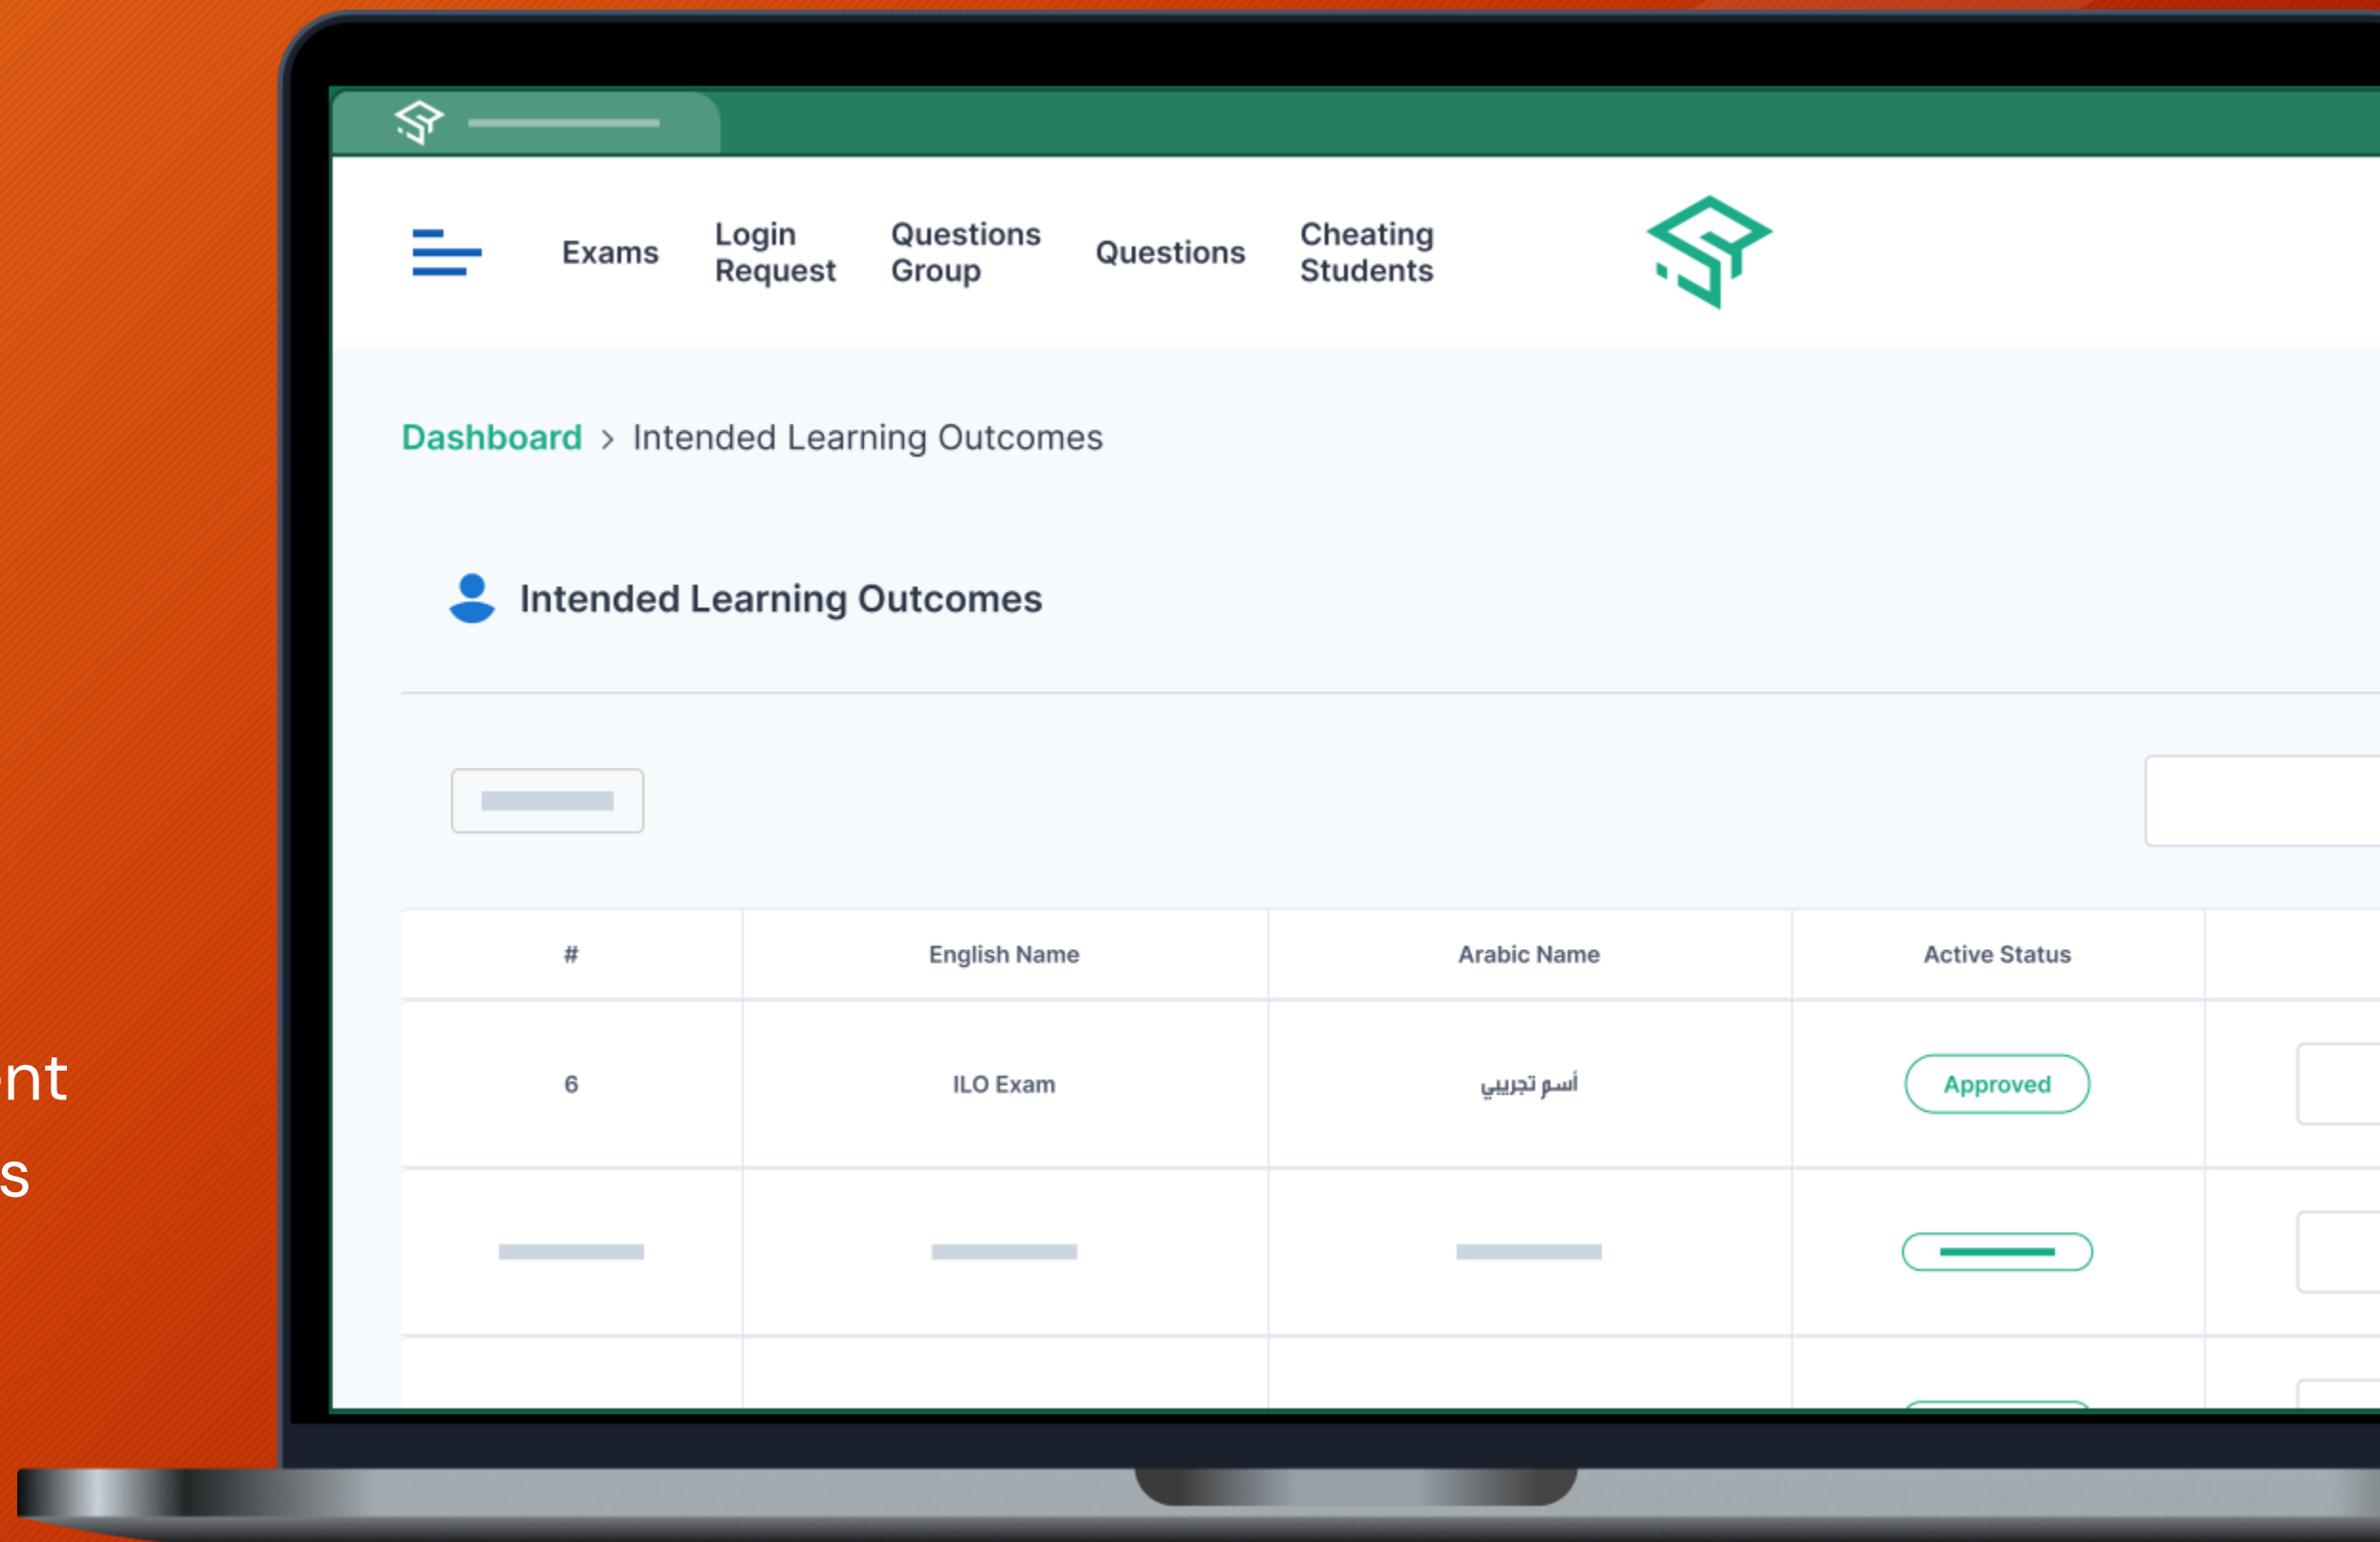 Exams
Login
Request
Questions
Group
Questions
Cheating
Students
Dashboard > Intended Learning Outcomes
Intended Learning Outcomes
# English Name Arabic Name Active Status
6 ILO Exam أسم تجريبي Approved